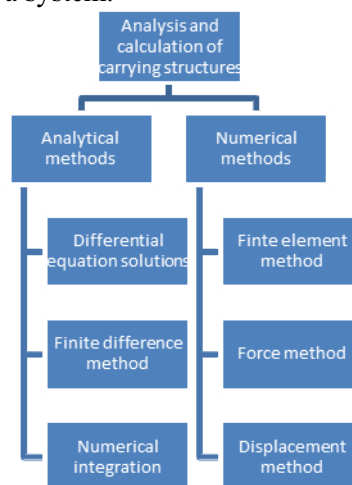 a system.
Analysis and
calculation of
carrying structures
Analytical
methods
Numerical
methods
Differential
equation solutions
Finte element
method
Finite difference
method
Force method
Numerical
integration
Displacement
method